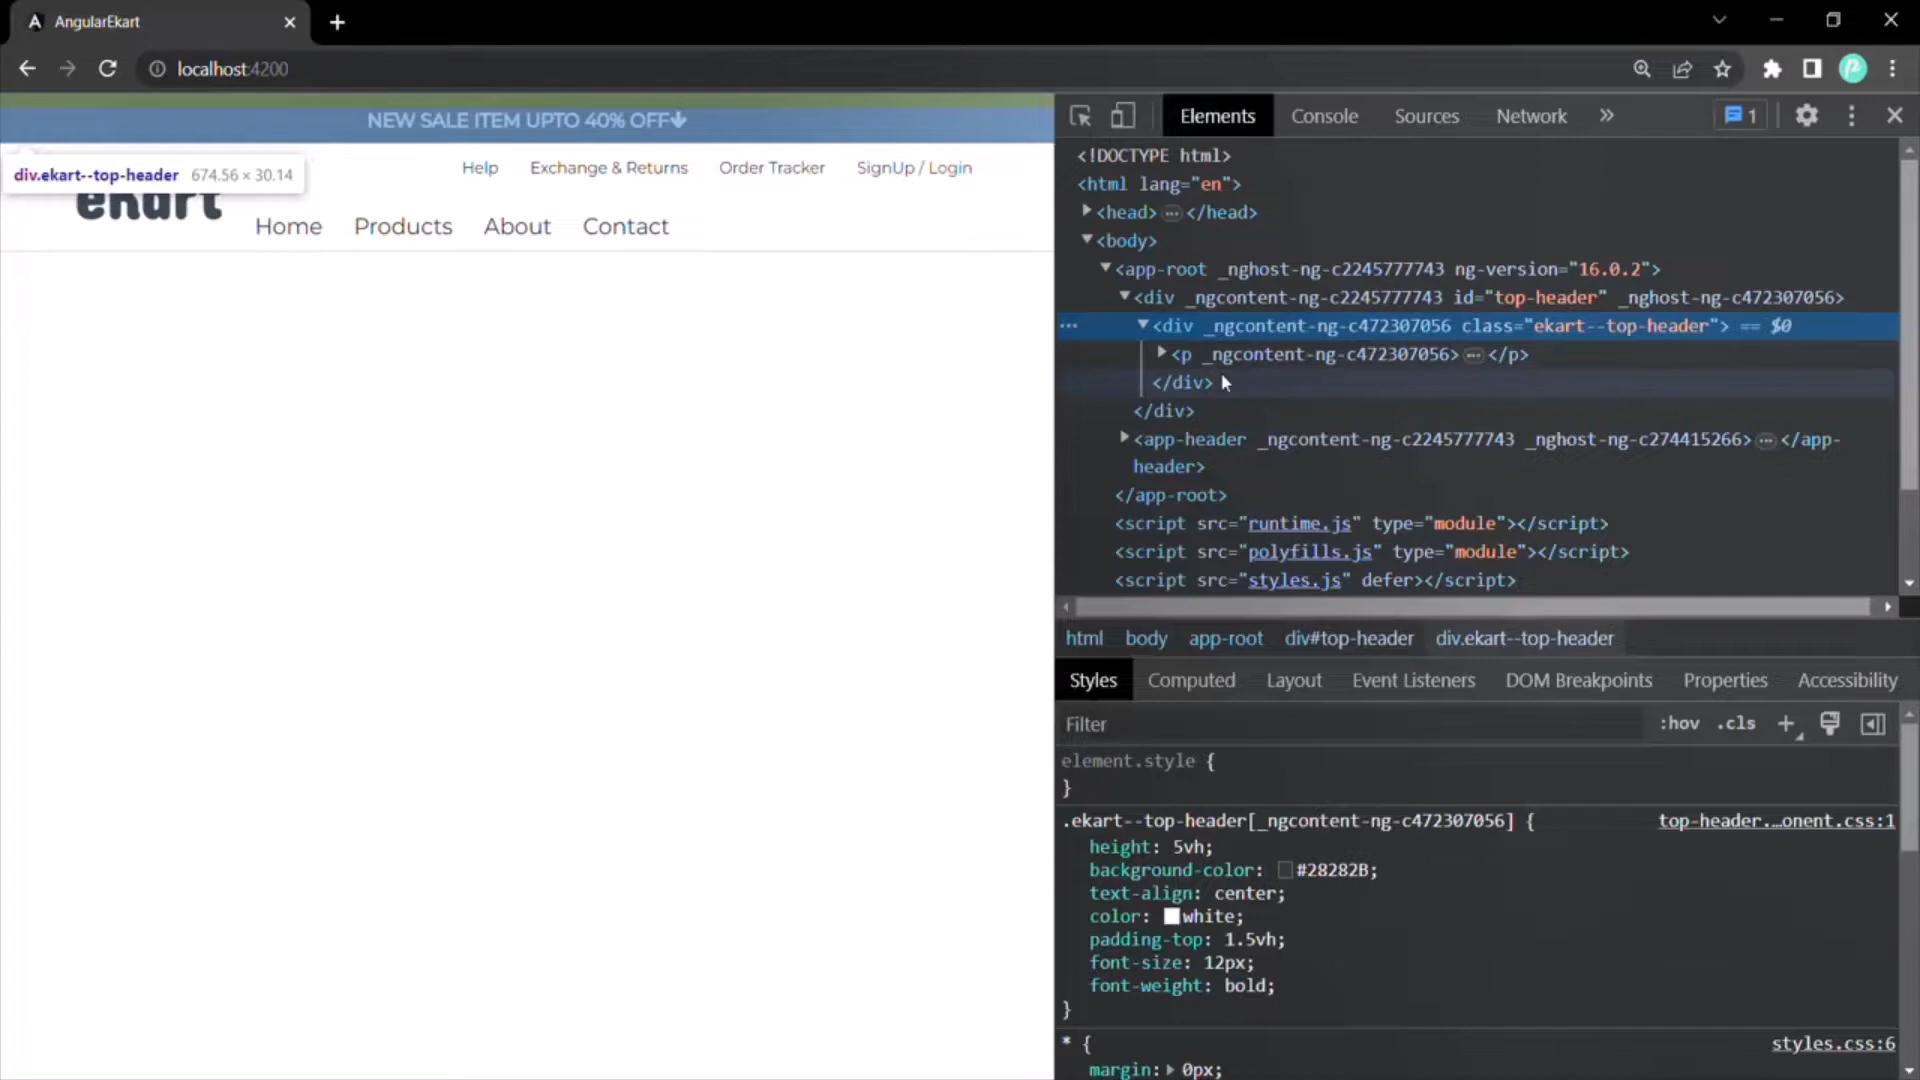 AngularEkart
localhost:4200
NEW SALE ITEM UPTO 40% OFF
div.ekart--top-header 674.56 × 30.14
Help Exchange & Returns Order Tracker SignUp / Login
ekart
Home Products About Contact
Elements Console Sources Network » 1
<!DOCTYPE html>
<html lang="en">
<head> … </head>
<body>
<app-root _nghost-ng-c2245777743 ng-version="16.0.2">
<div _ngcontent-ng-c2245777743 id="top-header" _nghost-ng-c472307056>
… <div _ngcontent-ng-c472307056 class="ekart--top-header"> == $0
<p _ngcontent-ng-c472307056> … </p>
</div>
</div>
<app-header _ngcontent-ng-c2245777743 _nghost-ng-c274415266> … </app-
header>
</app-root>
<script src="runtime.js" type="module"></script>
<script src="polyfills.js" type="module"></script>
<script src="styles.js" defer></script>
html body app-root div#top-header div.ekart--top-header
Styles Computed Layout Event Listeners DOM Breakpoints Properties Accessibility
Filter :hov .cls +
element.style {
}
.ekart--top-header[_ngcontent-ng-c472307056] { top-header.…onent.css:1
height: 5vh;
background-color: #28282B;
text-align: center;
color: white;
padding-top: 1.5vh;
font-size: 12px;
font-weight: bold;
}
* { styles.css:6
margin: 0px;